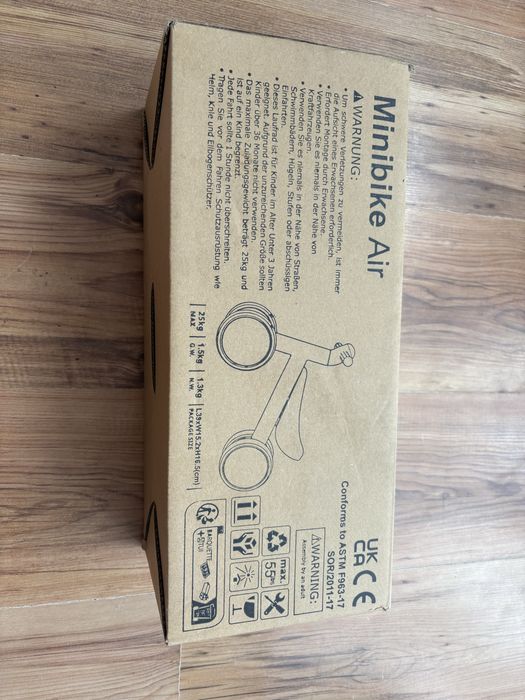 Minibike Air
WARNUNG:
• Um schwere Verletzungen zu vermeiden, ist immer
die Aufsicht eines Erwachsenen erforderlich.
• Erfordert Montage durch Erwachsene.
• Verwenden Sie es niemals in der Nähe von
Kraftfahrzeugen.
• Verwenden Sie es niemals in der Nähe von Straßen,
Schwimmbädern, Hügeln, Stufen oder abschüssigen
Einfahrten.
• Dieses Laufrad ist für Kinder im Alter Unter 3 Jahren
geeignet. Aufgrund der unzureichenden Größe sollten
Kinder über 36 Monate nicht verwenden.
• Das maximale Zuladungsgewicht beträgt 25kg und
ist auf ein Kind begrenzt.
• Jede Fahrt sollte 1 Stunde nicht überschreiten.
• Tragen Sie vor dem Fahren Schutzausrüstung wie
Helm, Knie und Ellbogenschützer.
25kg
MAX
1.5kg
G.W.
1.3kg
N.W.
L39xW15.2xH16.5(cm)
PACKAGE SIZE
UK
CA
CE
Conforms to ASTM F963-17
SOR/2011-17
WARNING:
Assembly by an adult
max.
55
BARQUETTE
+ÉTUI